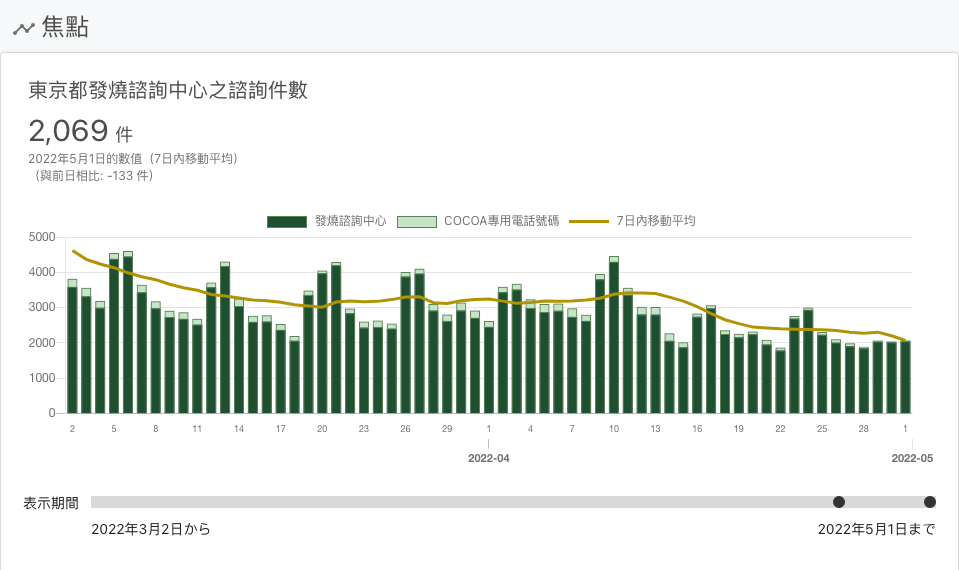 焦點
東京都發燒諮詢中心之諮詢件數
2,069 件
2022年5月1日的數值（7日內移動平均）
（與前日相比: -133 件）
發燒諮詢中心 COCOA專用電話號碼 7日內移動平均
5000
4000
3000
2000
1000
0
2 5 8 11 14 17 20 23 26 29 1 4 7 10 13 16 19 22 25 28 1
2022-04 2022-05
表示期間
2022年3月2日から 2022年5月1日まで